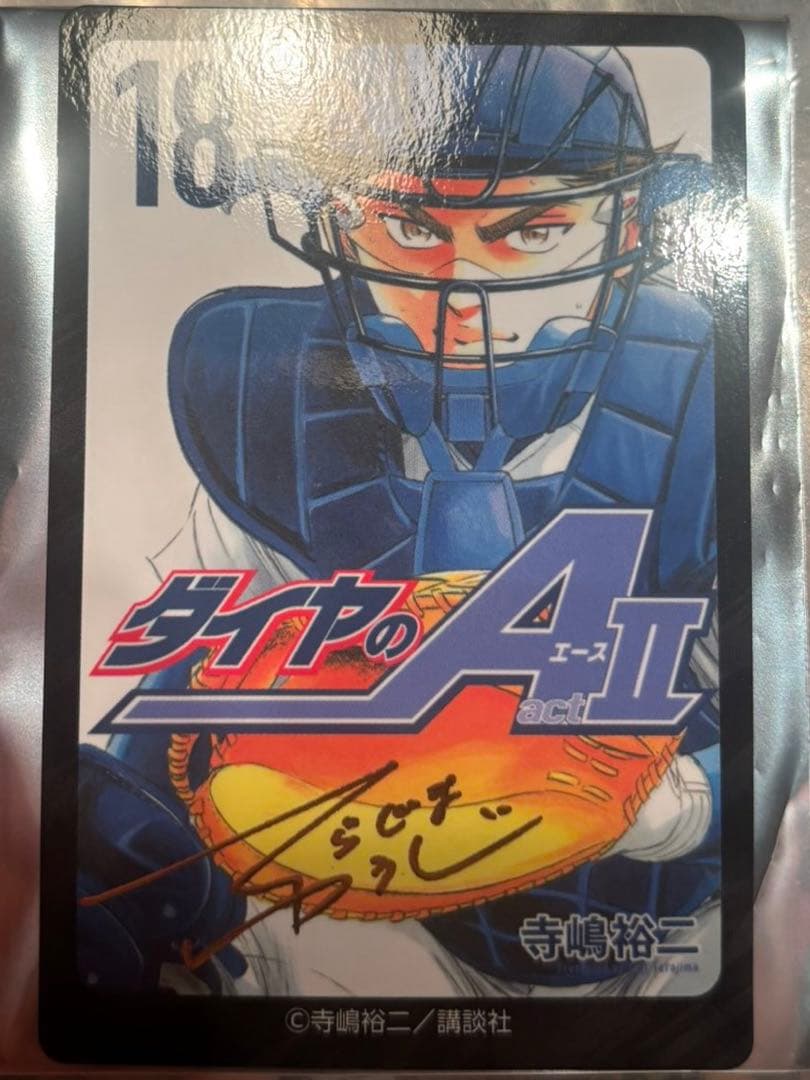 18
ダイヤのA
エース
act II
寺嶋裕二
©寺嶋裕二／講談社